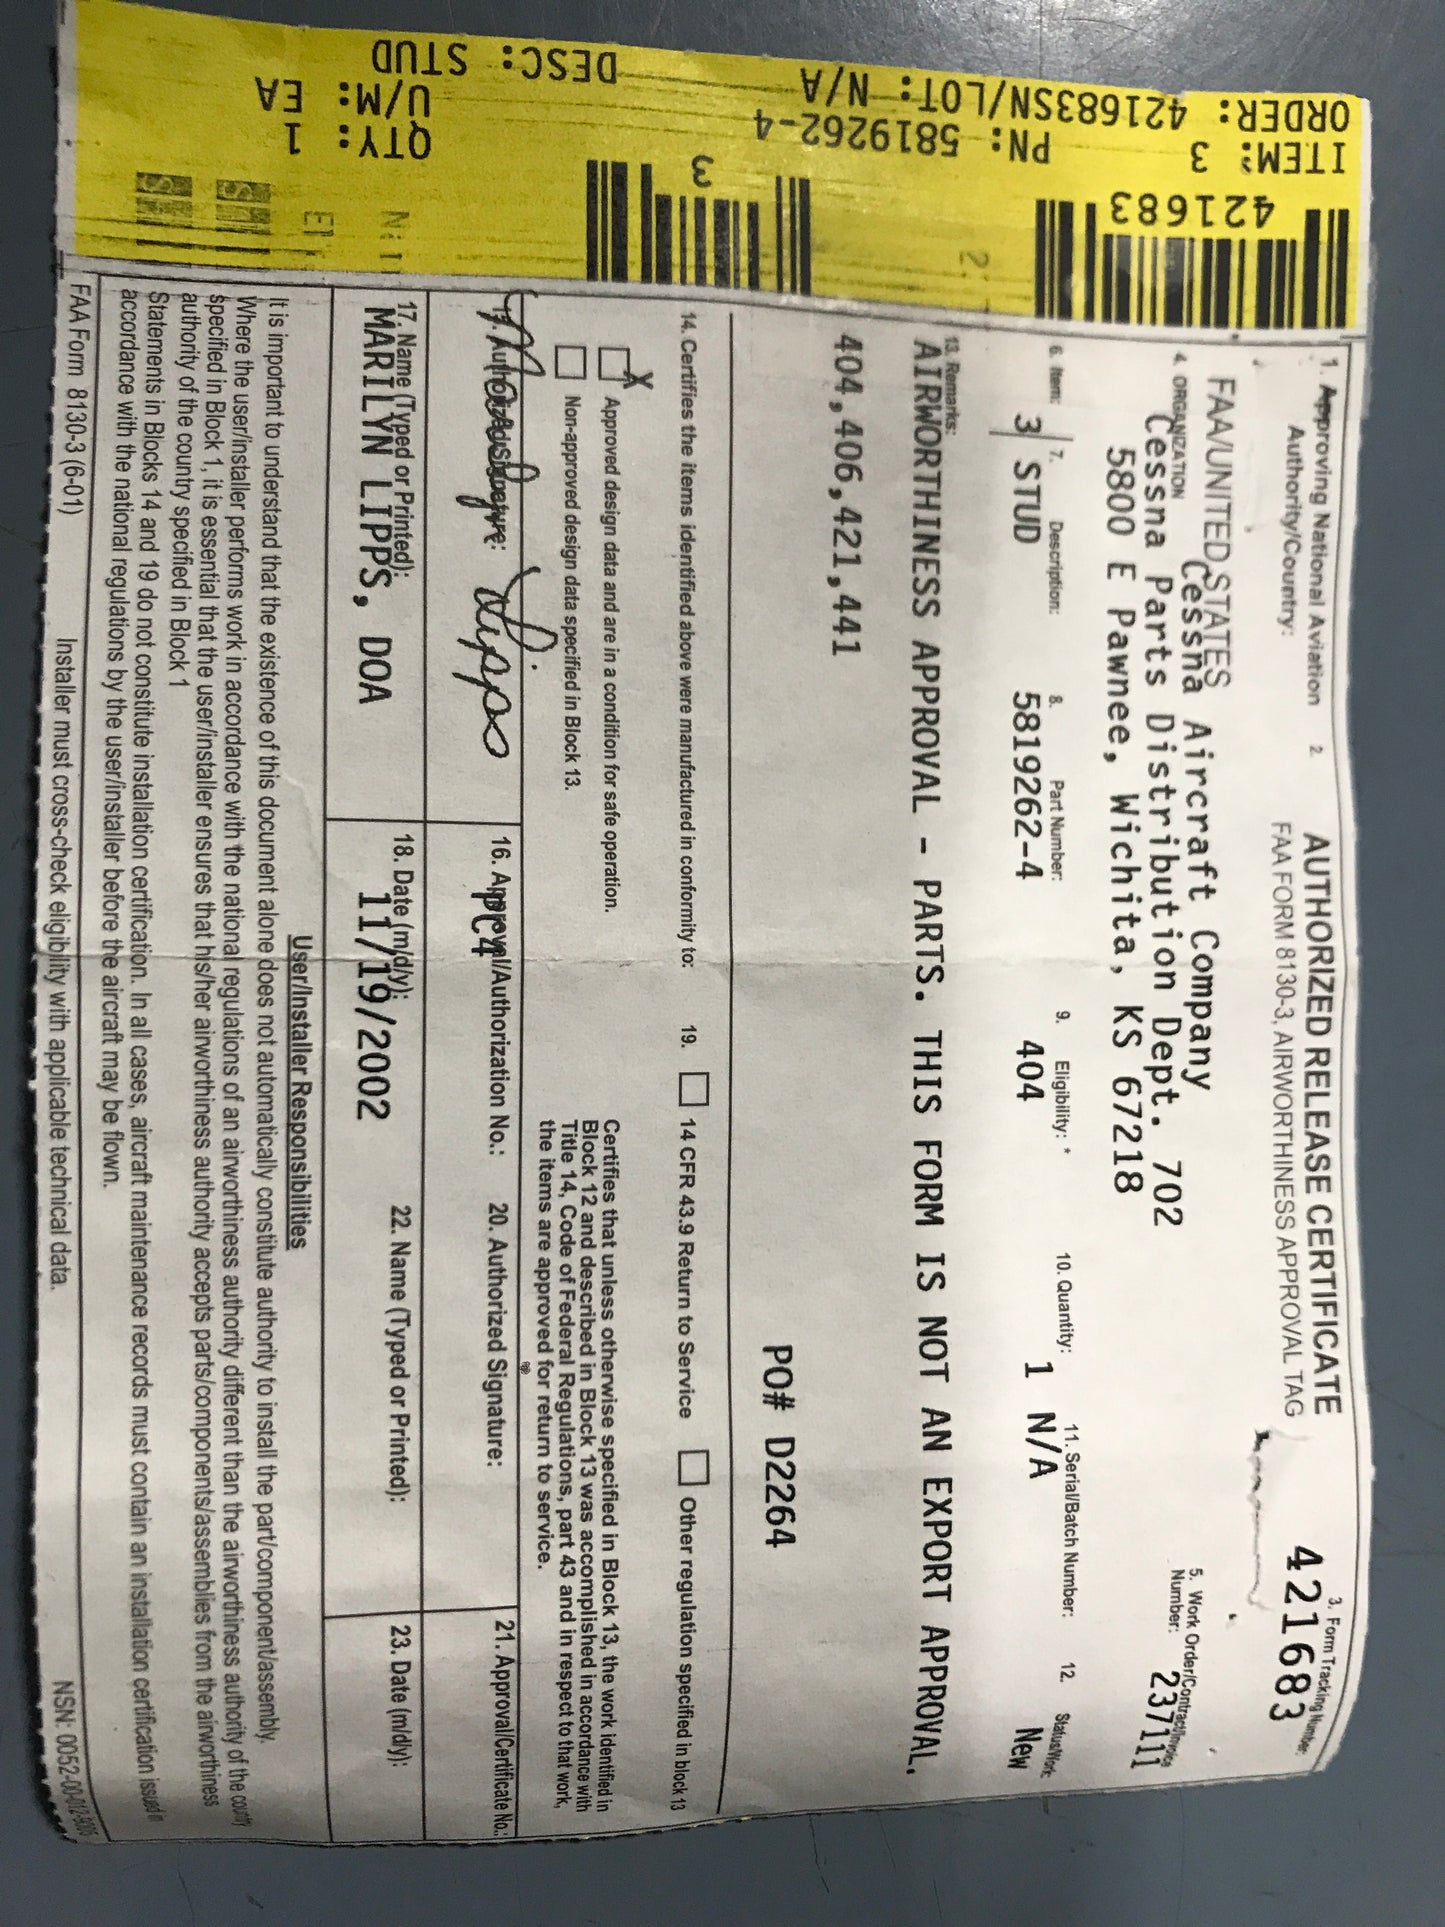 ORDER: 421683SN/LOT: N/A
DESC: STUD
ITEM: 3
PN: 5819262-4
U/M: EA
QTY: 1
421683
3
1. Approving National Aviation
Authority/Country:
FAA/UNITED STATES
2.
AUTHORIZED RELEASE CERTIFICATE
FAA FORM 8130-3, AIRWORTHINESS APPROVAL TAG
3. Form Tracking Number:
421683
4. ORGANIZATION
Cessna Aircraft Company
Cessna Parts Distribution Dept. 702
5800 E Pawnee, Wichita, KS 67218
5. Work Order/Contract/Invoice
Number:
237111
6. Item: 7. Description: 8. Part Number: 9. Eligibility: * 10. Quantity: 11. Serial/Batch Number: 12. Status/Work:
3 STUD 5819262-4 404 1 N/A New
13. Remarks:
AIRWORTHINESS APPROVAL - PARTS. THIS FORM IS NOT AN EXPORT APPROVAL.
404,406,421,441
PO# D2264
14. Certifies the items identified above were manufactured in conformity to:
X Approved design data and are in a condition for safe operation.
Non-approved design data specified in Block 13.
19. 14 CFR 43.9 Return to Service Other regulation specified in block 13
Certifies that unless otherwise specified in Block 13, the work identified in
Block 12 and described in Block 13 was accomplished in accordance with
Title 14, Code of Federal Regulations, part 43 and in respect to that work,
the items are approved for return to service.
15. Authorized Signature:
Lipps
16. Approval/Authorization No.:
PC4
20. Authorized Signature:
21. Approval/Certificate No.:
17. Name (Typed or Printed):
MARILYN LIPPS, DOA
18. Date (m/d/y):
11/19/2002
22. Name (Typed or Printed):
23. Date (m/d/y):
User/Installer Responsibilities
It is important to understand that the existence of this document alone does not automatically constitute authority to install the part/component/assembly.
Where the user/installer performs work in accordance with the national regulations of an airworthiness authority different than the airworthiness authority of the country
specified in Block 1, it is essential that the user/installer ensures that his/her airworthiness authority accepts parts/components/assemblies from the airworthiness
authority of the country specified in Block 1
Statements in Blocks 14 and 19 do not constitute installation certification. In all cases, aircraft maintenance records must contain an installation certification issued in
accordance with the national regulations by the user/installer before the aircraft may be flown.
FAA Form 8130-3 (6-01) Installer must cross-check eligibility with applicable technical data. NSN: 0052-00-012-9005